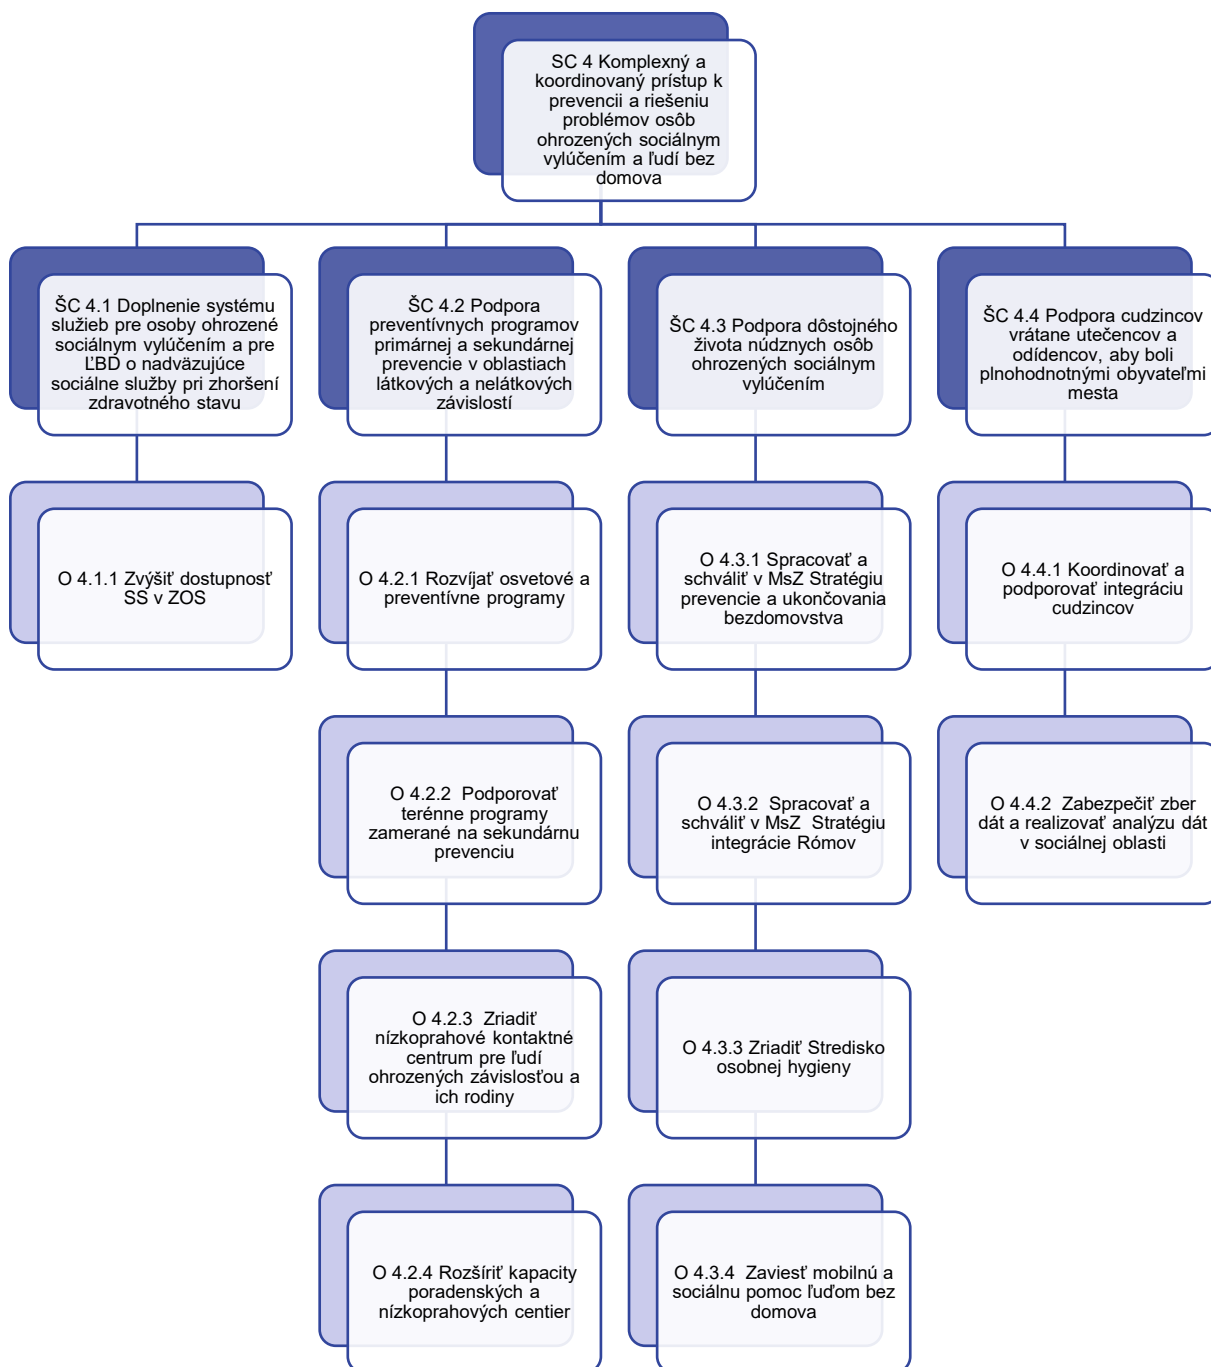 SC 4 Komplexný a
koordinovaný prístup k
prevencii a riešeniu
problémov osôb
ohrozených sociálnym
vylúčením a ľudí bez
domova
ŠC 4.1 Doplnenie systému
služieb pre osoby ohrozené
sociálnym vylúčením a pre
ĽBD o nadväzujúce
sociálne služby pri zhoršení
zdravotného stavu
ŠC 4.2 Podpora
preventívnych programov
primárnej a sekundárnej
prevencie v oblastiach
látkových a nelátkových
závislostí
ŠC 4.3 Podpora dôstojného
života núdznych osôb
ohrozených sociálnym
vylúčením
ŠC 4.4 Podpora cudzincov
vrátane utečencov a
odídencov, aby boli
plnohodnotnými obyvateľmi
mesta
O 4.1.1 Zvýšiť dostupnosť
SS v ZOS
O 4.2.1 Rozvíjať osvetové a
preventívne programy
O 4.3.1 Spracovať a
schváliť v MsZ Stratégiu
prevencie a ukončovania
bezdomovstva
O 4.4.1 Koordinovať a
podporovať integráciu
cudzincov
O 4.2.2  Podporovať
terénne programy
zamerané na sekundárnu
prevenciu
O 4.3.2  Spracovať a
schváliť v MsZ  Stratégiu
integrácie Rómov
O 4.4.2  Zabezpečiť zber
dát a realizovať analýzu dát
v sociálnej oblasti
O 4.2.3  Zriadiť
nízkoprahové kontaktné
centrum pre ľudí
ohrozených závislosťou a
ich rodiny
O 4.3.3 Zriadiť Stredisko
osobnej hygieny
O 4.2.4 Rozšíriť kapacity
poradenských a
nízkoprahových centier
O 4.3.4  Zaviesť mobilnú a
sociálnu pomoc ľuďom bez
domova